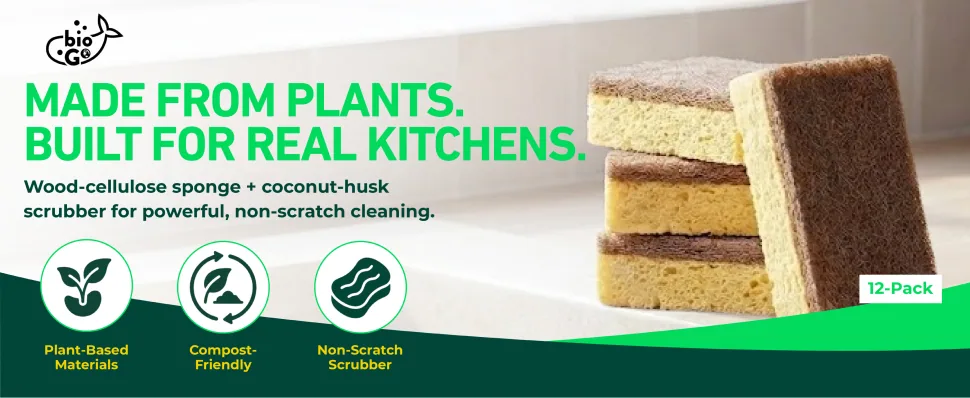 bio
GO
MADE FROM PLANTS.
BUILT FOR REAL KITCHENS.
Wood-cellulose sponge + coconut-husk
scrubber for powerful, non-scratch cleaning.
12-Pack
Plant-Based
Materials
Compost-
Friendly
Non-Scratch
Scrubber